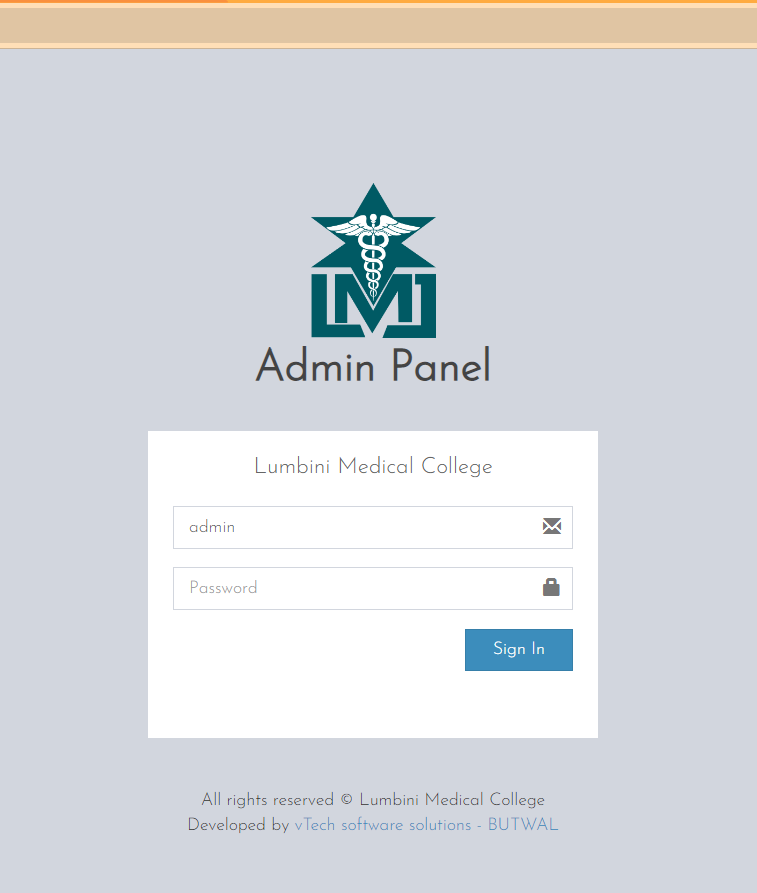 LMC
Admin Panel
Lumbini Medical College
admin
Password
Sign In
All rights reserved © Lumbini Medical College
Developed by vTech software solutions - BUTWAL